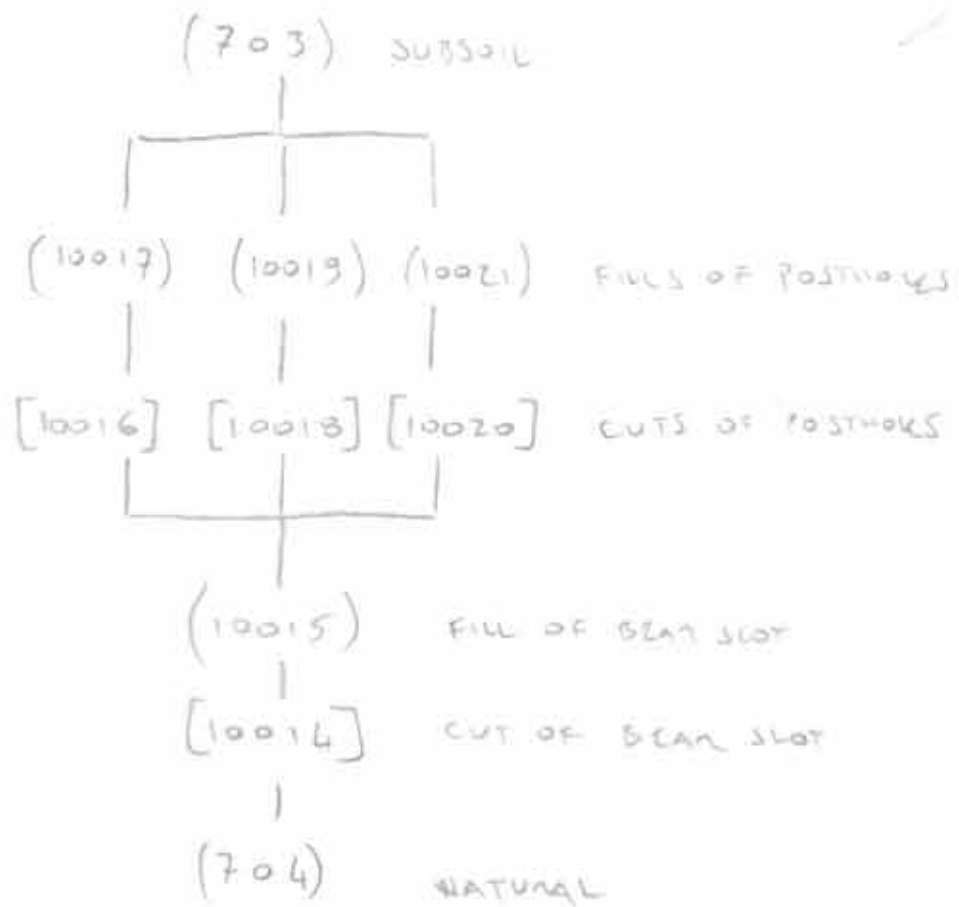 (703) SUBSOIL
(10017) (10019) (10021) FILLS OF POSTHOLES
[10016] [10018] [10020] CUTS OF POSTHOLES
(10015) FILL OF BEAM SLOT
[10014] CUT OF BEAM SLOT
(704) NATURAL